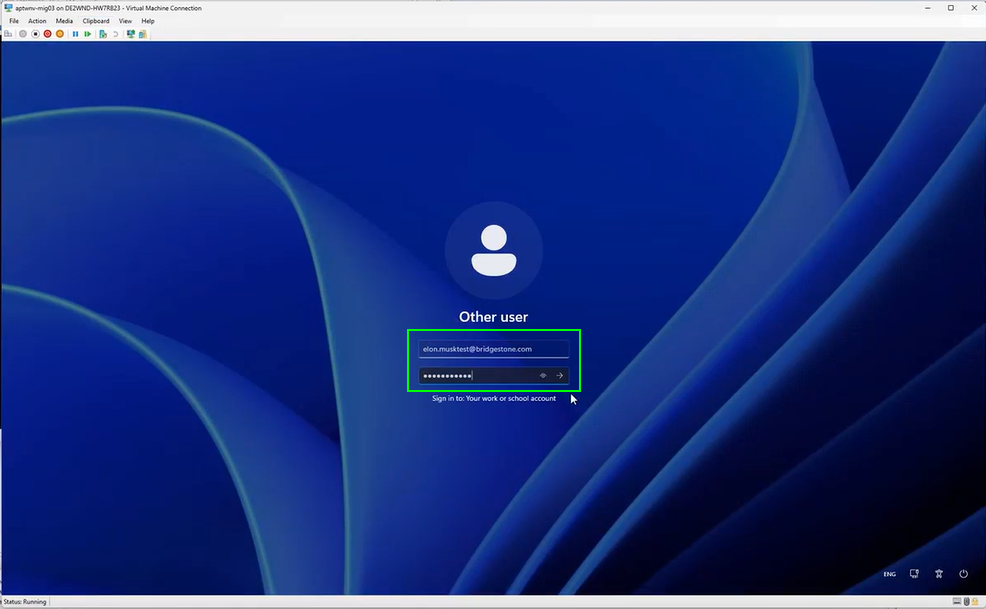 aptwnv-mig03 on DE2WND-HW7RB23 - Virtual Machine Connection
File Action Media Clipboard View Help
Other user
elon.musktest@bridgestone.com
•••••••••••
Sign in to: Your work or school account
ENG
Status: Running